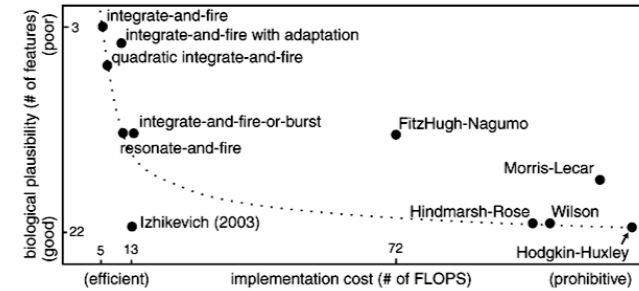 integrate-and-fire
3
integrate-and-fire with adaptation
quadratic integrate-and-fire
integrate-and-fire-or-burst
FitzHugh-Nagumo
resonate-and-fire
Morris-Lecar
Izhikevich (2003)
Hindmarsh-Rose
Wilson
22
Hodgkin-Huxley
biological plausibility (# of features)
(good)
(poor)
5
13
72
(efficient)
implementation cost (# of FLOPS)
(prohibitive)